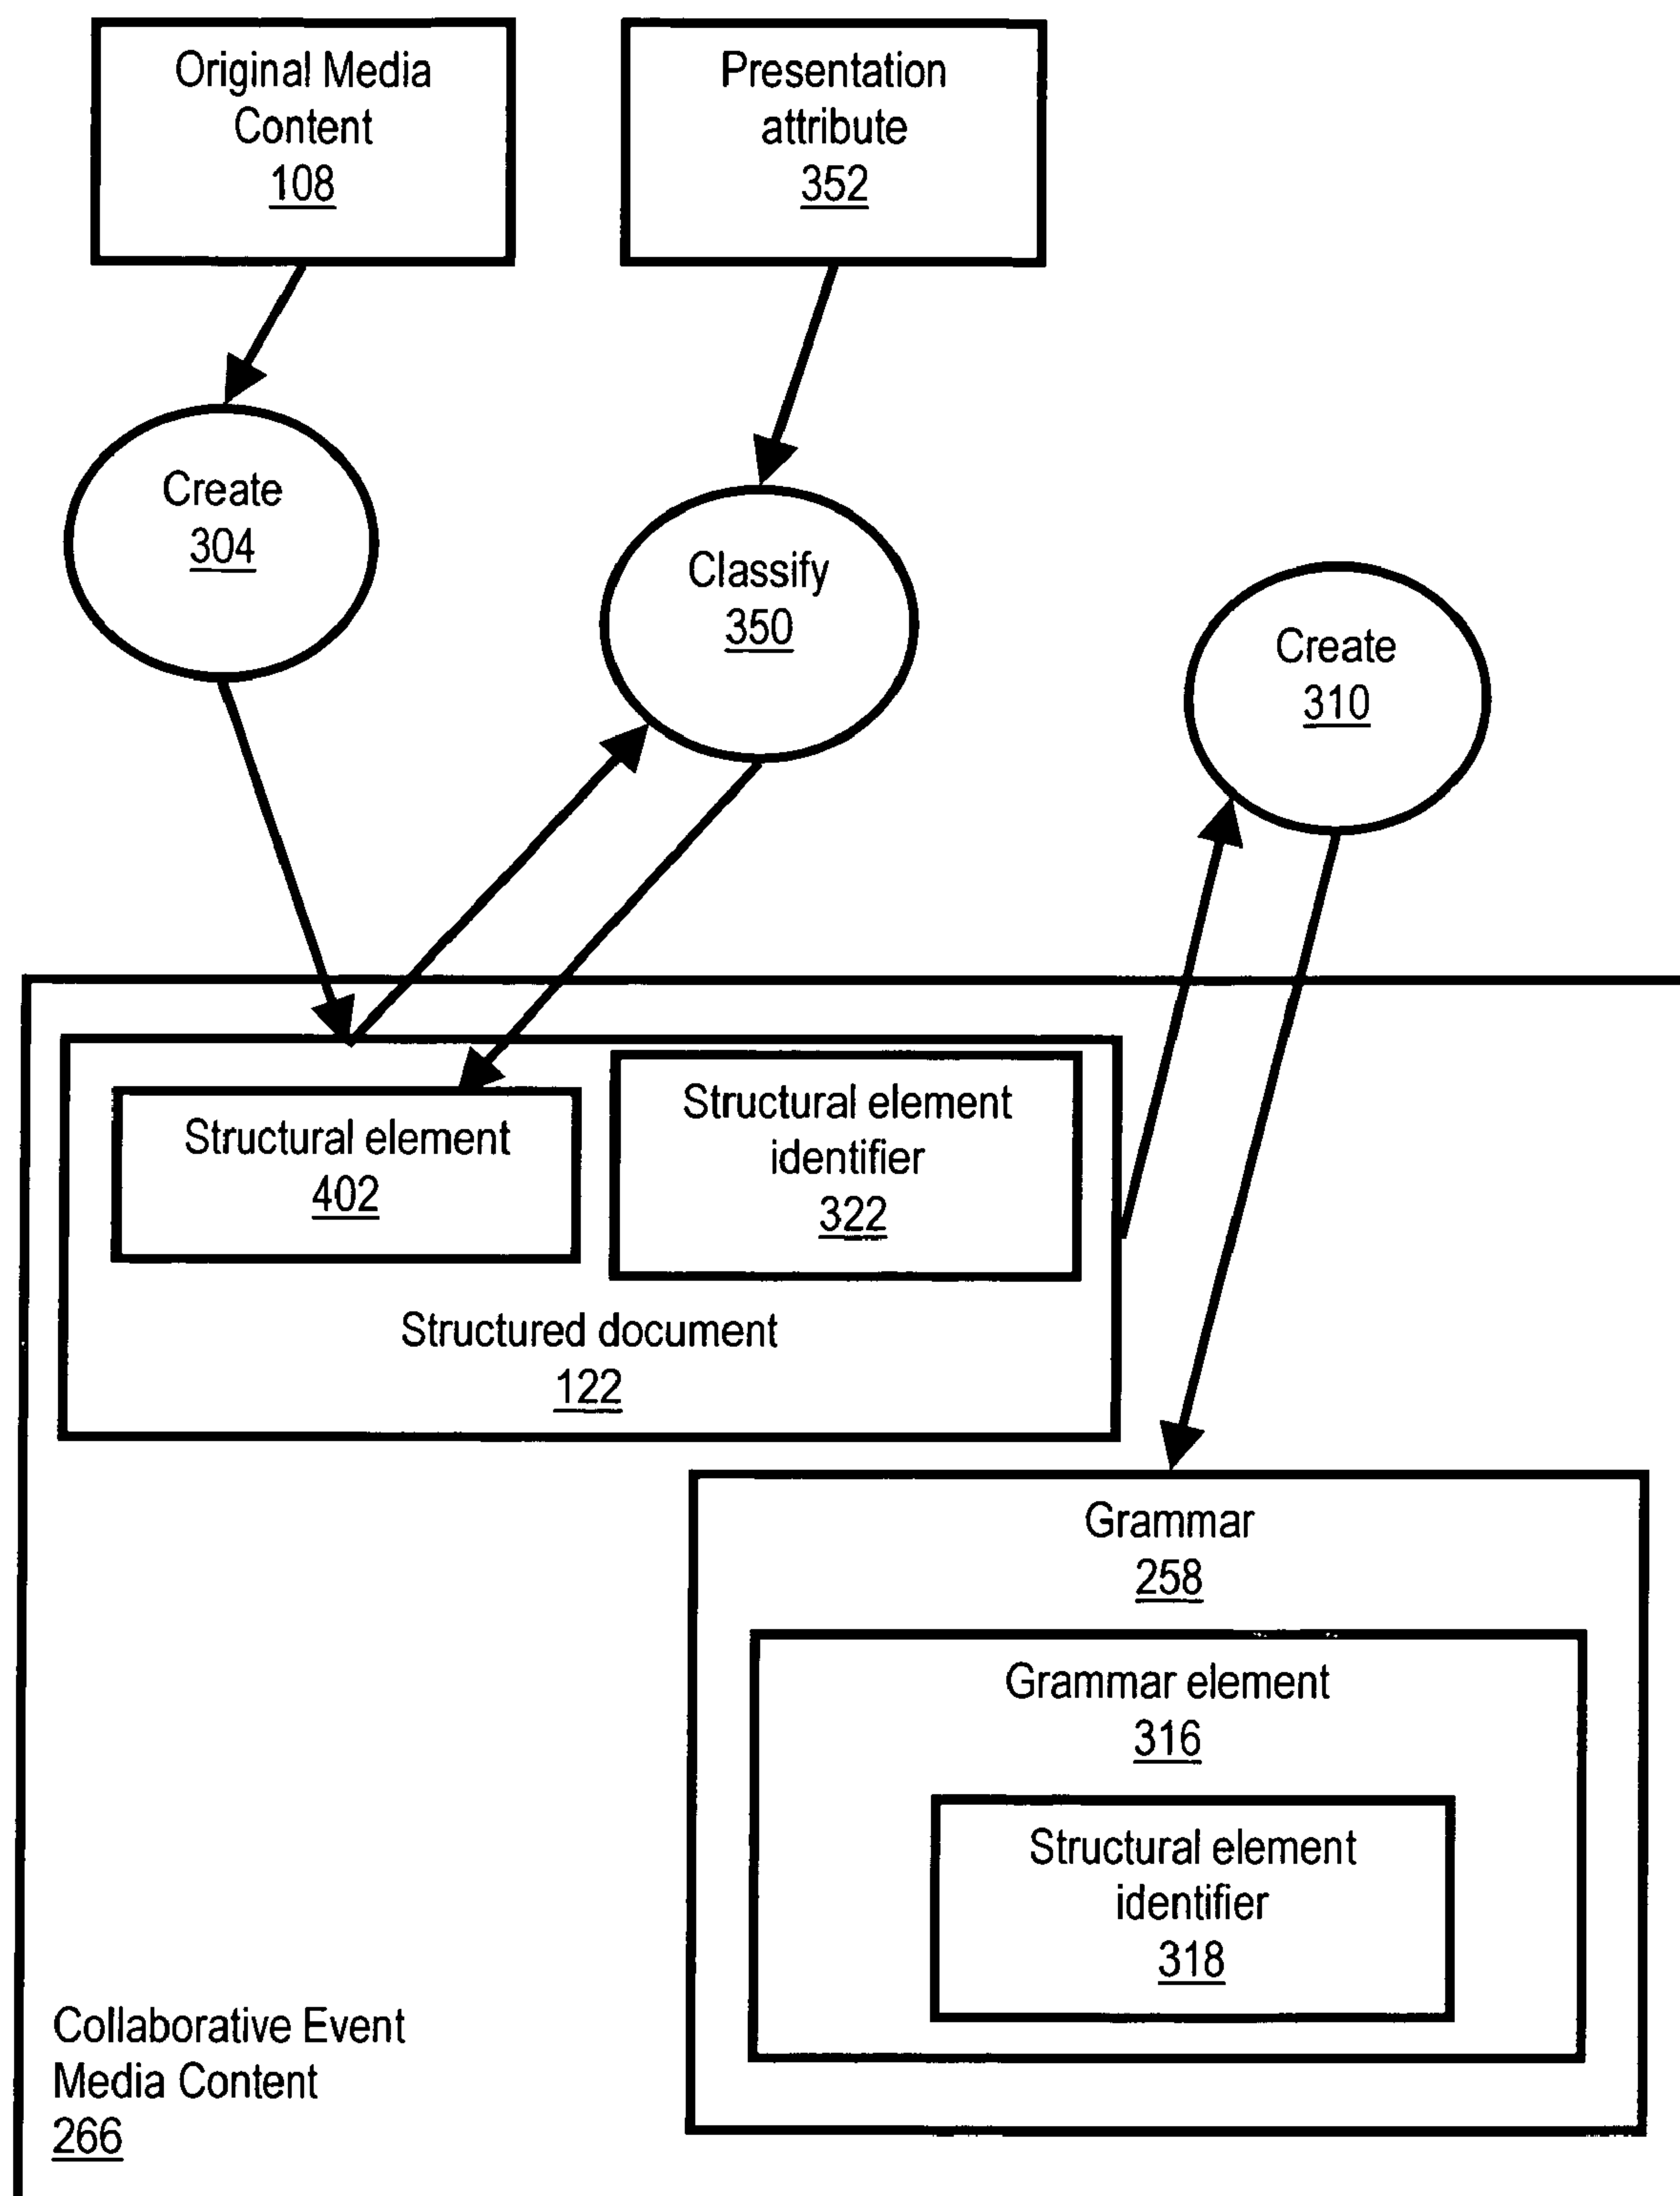 Original Media
Content
108
Presentation
attribute
352
Create
304
Classify
350
Create
310
Structural element
402
Structural element
identifier
322
Structured document
122
Grammar
258
Grammar element
316
Structural element
identifier
318
Collaborative Event
Media Content
266